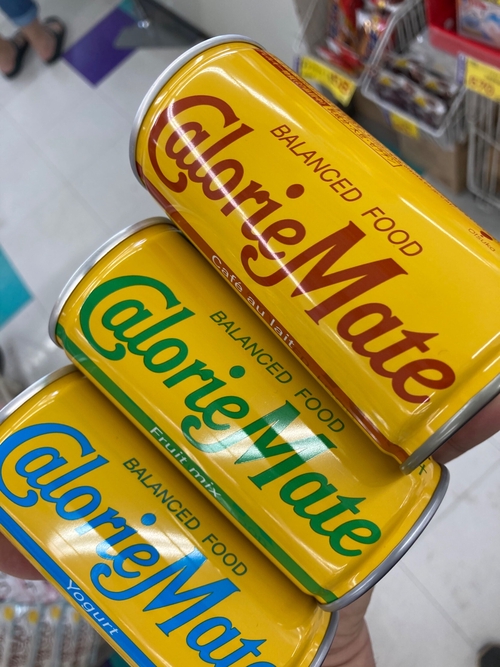 BALANCED FOOD
CalorieMate
Café au lait
BALANCED FOOD
CalorieMate
Fruit mix
BALANCED FOOD
CalorieMate
Yogurt